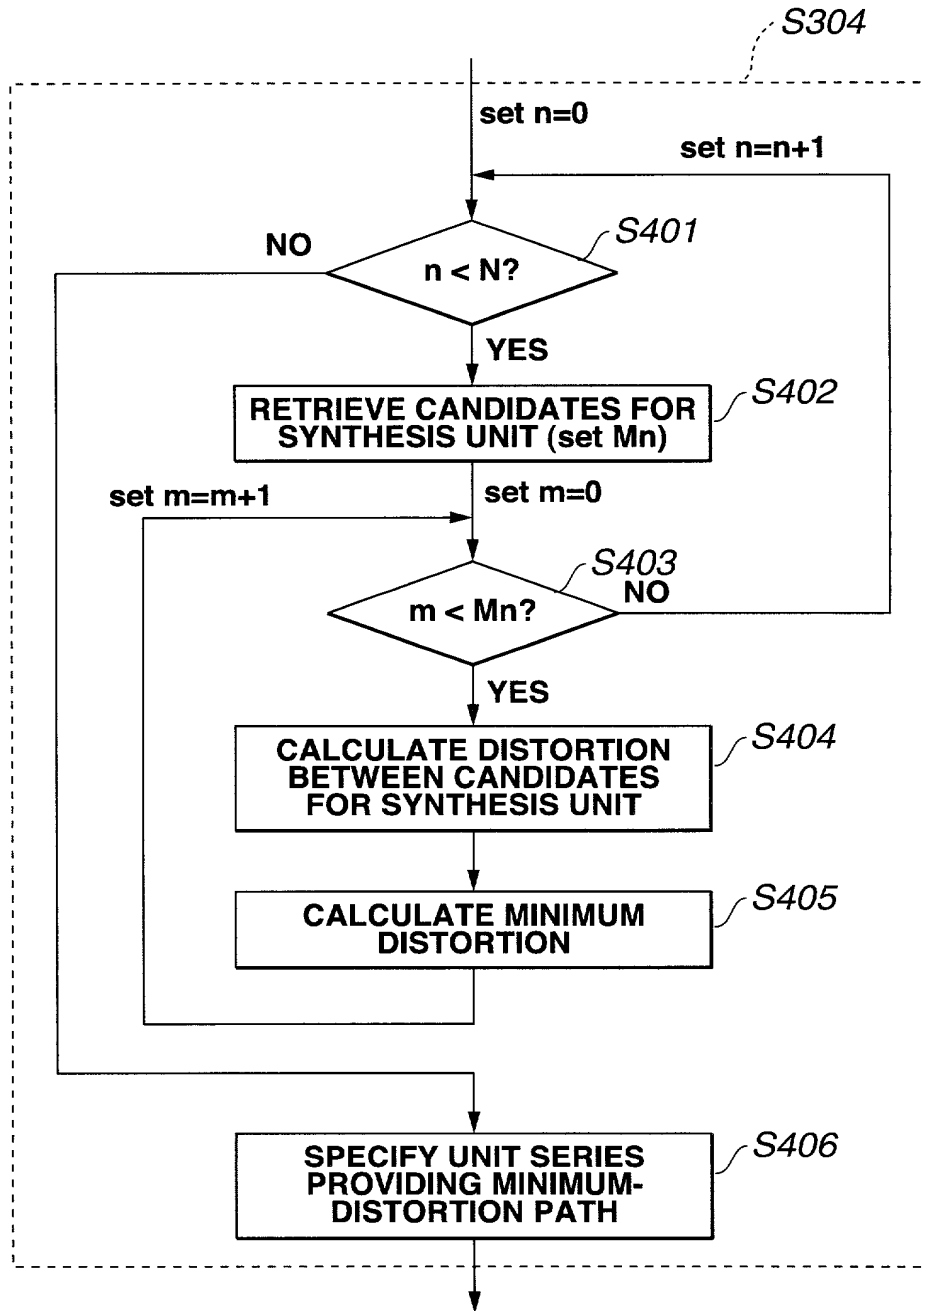 S304
set n=0
set n=n+1
S401
NO
n < N?
YES
S402
RETRIEVE CANDIDATES FOR
SYNTHESIS UNIT (set Mn)
set m=m+1
set m=0
S403
NO
m < Mn?
YES
S404
CALCULATE DISTORTION
BETWEEN CANDIDATES
FOR SYNTHESIS UNIT
S405
CALCULATE MINIMUM
DISTORTION
S406
SPECIFY UNIT SERIES
PROVIDING MINIMUM-
DISTORTION PATH